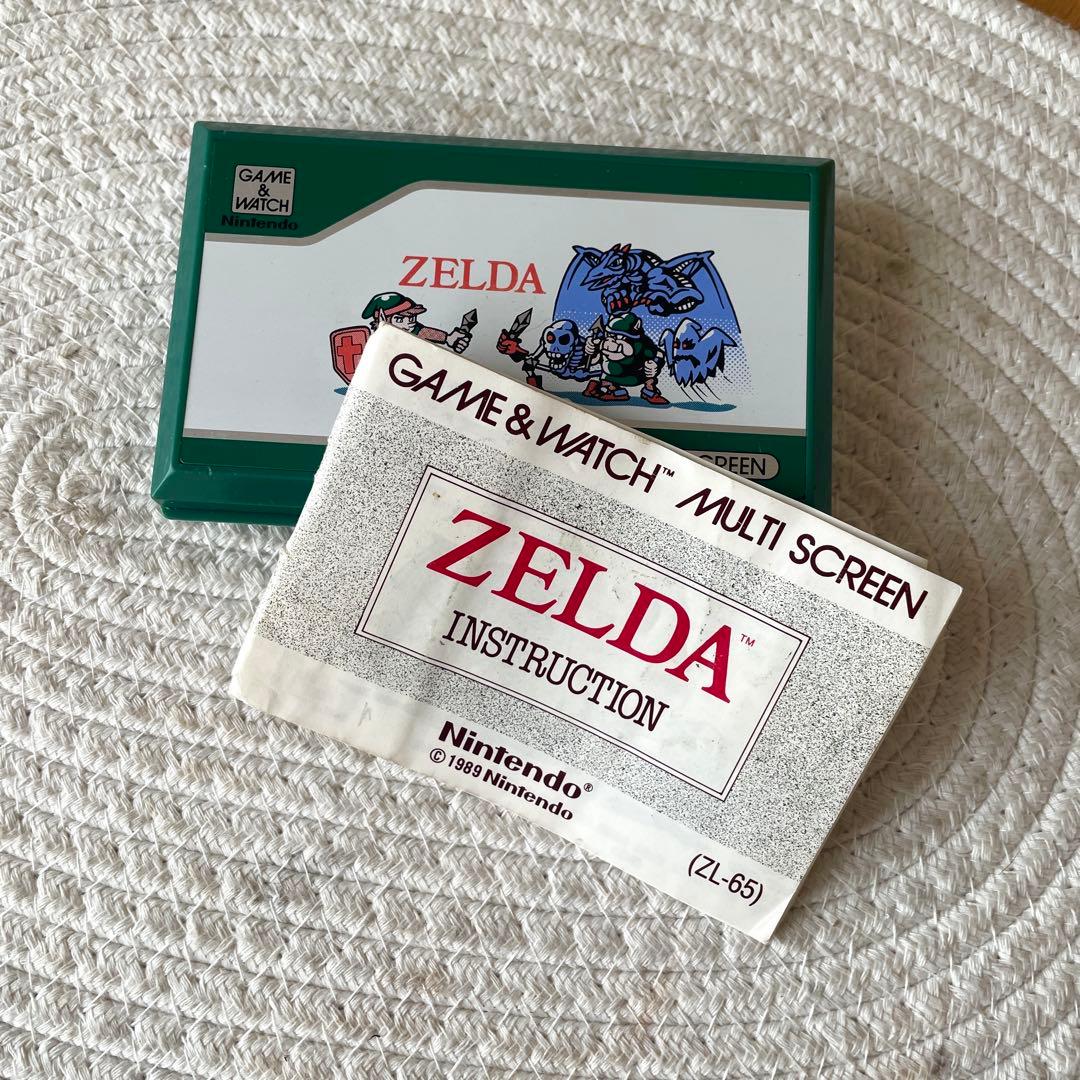 GAME
&
WATCH
Nintendo
ZELDA
SCREEN
GAME & WATCH™ MULTI SCREEN
ZELDA™
INSTRUCTION
Nintendo®
© 1989 Nintendo
(ZL-65)